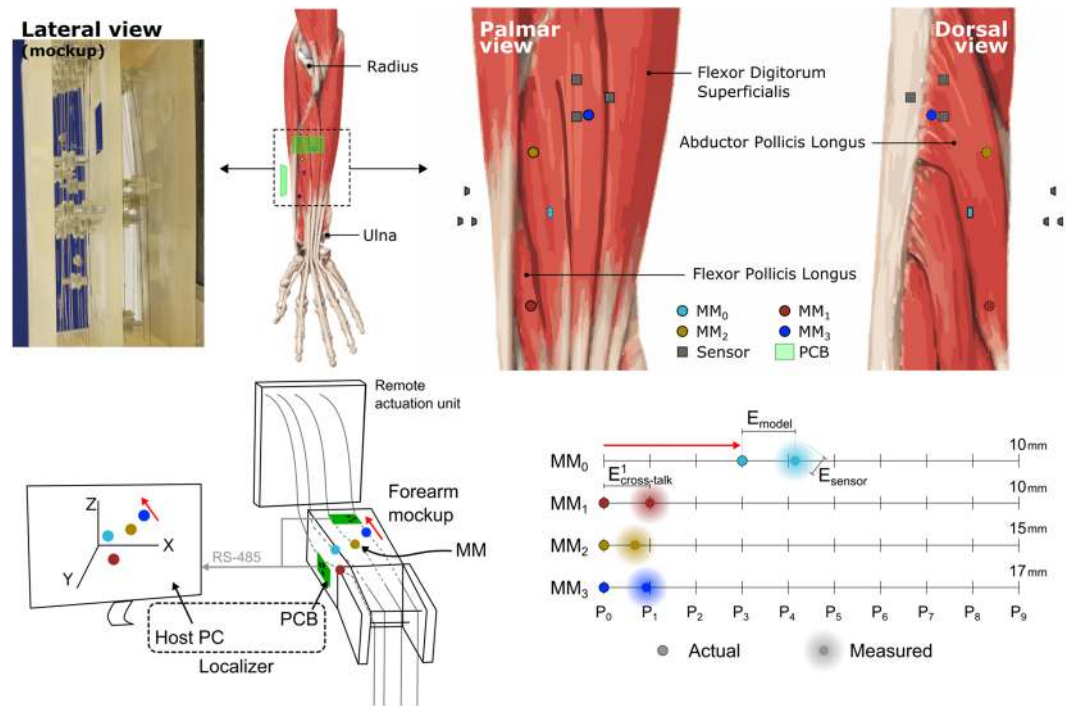 Lateral view
(mockup)
Radius
Ulna
Palmar
view
Flexor Digitorum
Superficialis
Abductor Pollicis Longus
Flexor Pollicis Longus
Dorsal
view
MM0
MM1
MM2
MM3
Sensor
PCB
Remote
actuation unit
Forearm
mockup
MM
Z
X
Y
RS-485
PCB
Host PC
Localizer
Emodel
10mm
MM0
Esensor
E1cross-talk
10mm
MM1
15mm
MM2
17mm
MM3
P0 P1 P2 P3 P4 P5 P6 P7 P8 P9
Actual
Measured